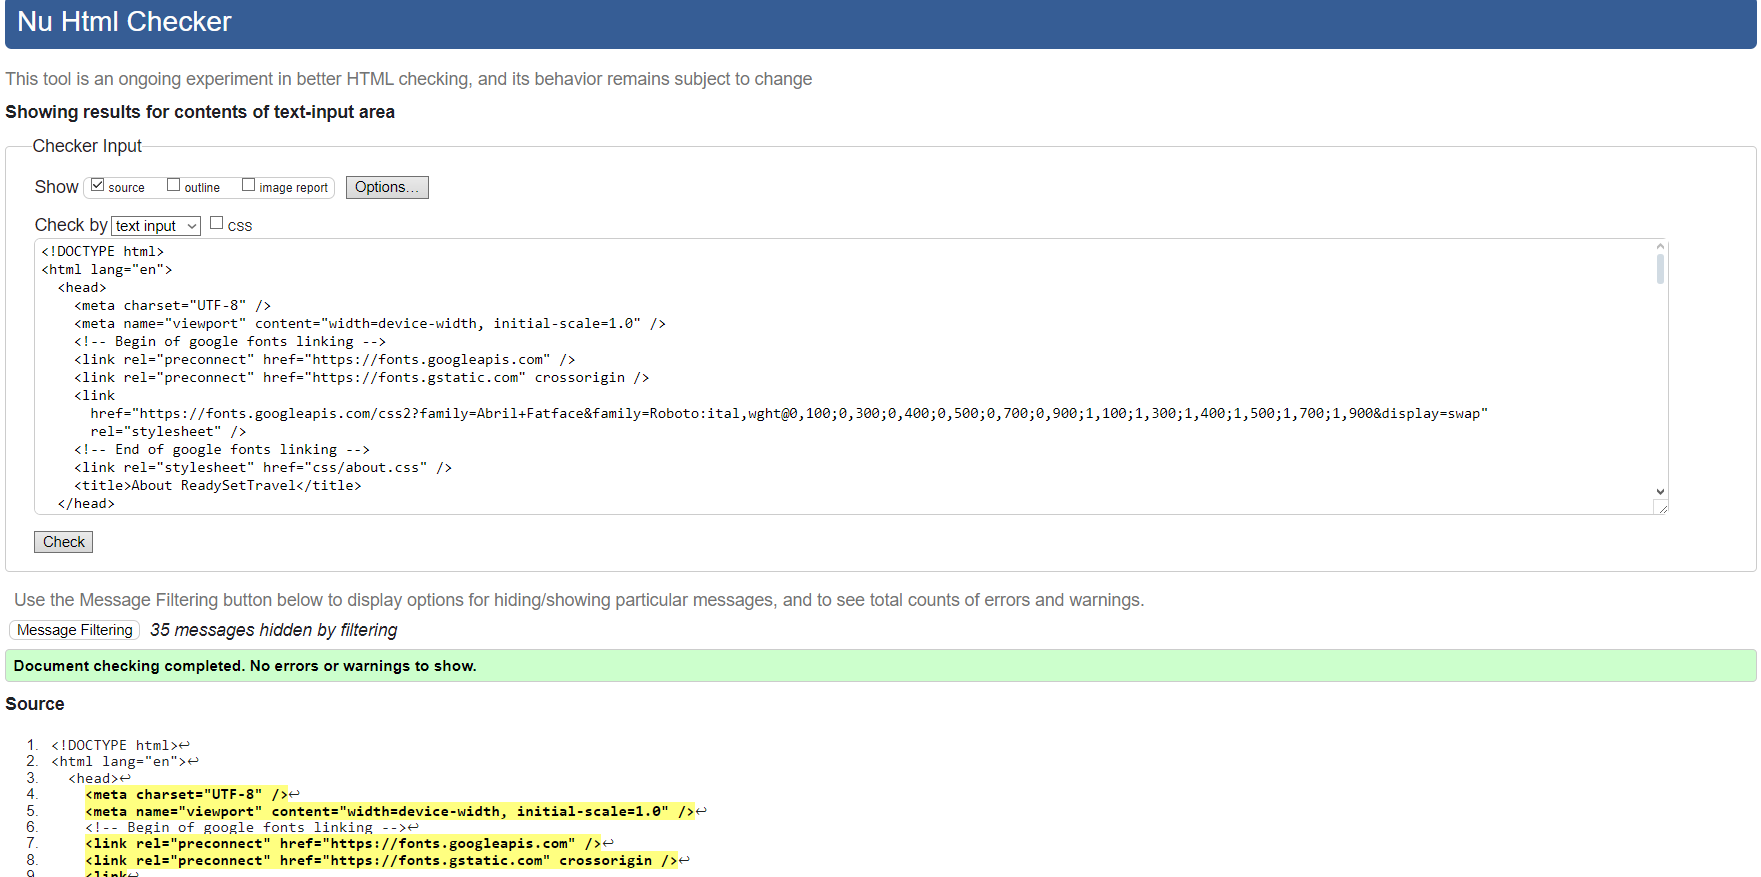 Nu Html Checker
This tool is an ongoing experiment in better HTML checking, and its behavior remains subject to change
Showing results for contents of text-input area
Checker Input
Show source outline image report Options...
Check by text input CSS
<!DOCTYPE html>
<html lang="en">
<head>
<meta charset="UTF-8" />
<meta name="viewport" content="width=device-width, initial-scale=1.0" />
<!-- Begin of google fonts linking -->
<link rel="preconnect" href="https://fonts.googleapis.com" />
<link rel="preconnect" href="https://fonts.gstatic.com" crossorigin />
<link
href="https://fonts.googleapis.com/css2?family=Abril+Fatface&family=Roboto:ital,wght@0,100;0,300;0,400;0,500;0,700;0,900;1,100;1,300;1,400;1,500;1,700;1,900&display=swap"
rel="stylesheet" />
<!-- End of google fonts linking -->
<link rel="stylesheet" href="css/about.css" />
<title>About ReadySetTravel</title>
</head>
Check
Use the Message Filtering button below to display options for hiding/showing particular messages, and to see total counts of errors and warnings.
Message Filtering 35 messages hidden by filtering
Document checking completed. No errors or warnings to show.
Source
1. <!DOCTYPE html>↩
2. <html lang="en">↩
3. <head>↩
4. <meta charset="UTF-8" />↩
5. <meta name="viewport" content="width=device-width, initial-scale=1.0" />↩
6. <!-- Begin of google fonts linking -->↩
7. <link rel="preconnect" href="https://fonts.googleapis.com" />↩
8. <link rel="preconnect" href="https://fonts.gstatic.com" crossorigin />↩
9. <link↩